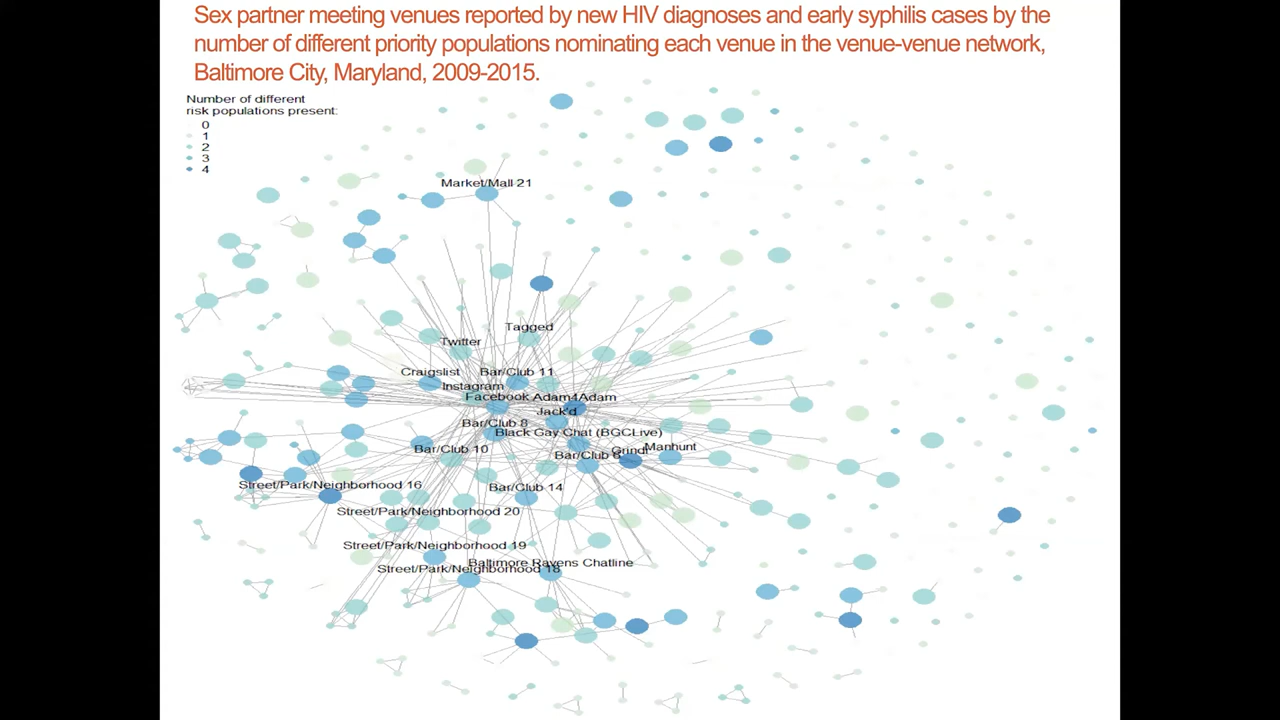 Sex partner meeting venues reported by new HIV diagnoses and early syphilis cases by the
number of different priority populations nominating each venue in the venue-venue network,
Baltimore City, Maryland, 2009-2015.
Number of different
risk populations present:
0
1
2
3
4
Market/Mall 21
Tagged
Twitter
Craigslist
Bar/Club 11
Instagram
Facebook
Adam4Adam
Jack'd
Bar/Club 8
Black Gay Chat (BGCLive)
Bar/Club 10
Manhunt
Bar/Club
Street/Park/Neighborhood 16
Bar/Club 14
Street/Park/Neighborhood 20
Street/Park/Neighborhood 19
Baltimore Ravens Chatline
Street/Park/Neighborhood 18